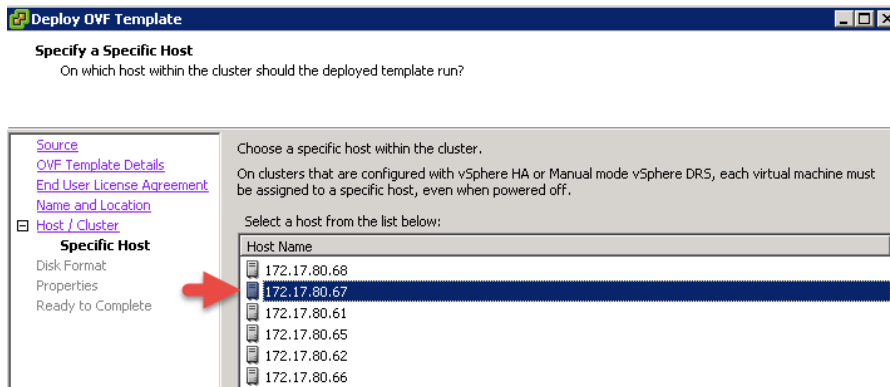 Deploy OVF Template
Specify a Specific Host
On which host within the cluster should the deployed template run?
Source
OVF Template Details
End User License Agreement
Name and Location
Host / Cluster
Specific Host
Disk Format
Properties
Ready to Complete
Choose a specific host within the cluster.
On clusters that are configured with vSphere HA or Manual mode vSphere DRS, each virtual machine must
be assigned to a specific host, even when powered off.
Select a host from the list below:
Host Name
172.17.80.68
172.17.80.67
172.17.80.61
172.17.80.65
172.17.80.62
172.17.80.66